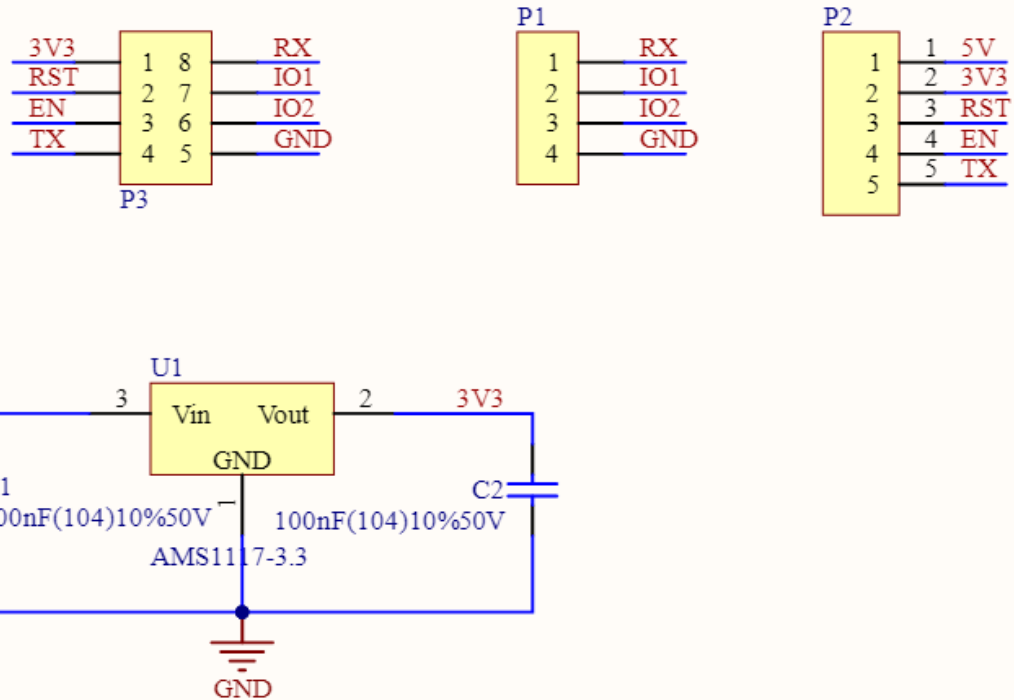 P1
P2
3V3 1 8 RX
RST 2 7 IO1
EN 3 6 IO2
TX 4 5 GND
P3
1 RX
2 IO1
3 IO2
4 GND
1 1 5V
2 2 3V3
3 3 RST
4 4 EN
5 5 TX
U1
3 Vin Vout 2 3V3
GND
1
1
C2
00nF(104)10%50V
100nF(104)10%50V
AMS1117-3.3
GND